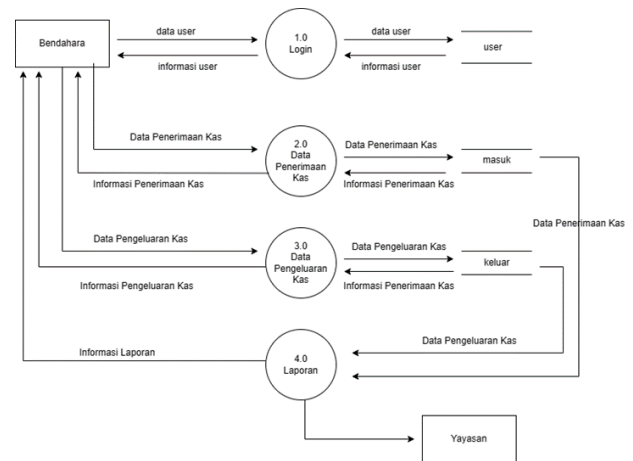 Bendahara
data user
informasi user
1.0
Login
data user
informasi user
user
Data Penerimaan Kas
Informasi Penerimaan Kas
2.0
Data
Penerimaan
Kas
Data Penerimaan Kas
Informasi Penerimaan Kas
masuk
Data Penerimaan Kas
Data Pengeluaran Kas
Informasi Pengeluaran Kas
3.0
Data
Pengeluaran
Kas
Data Pengeluaran Kas
Informasi Penerimaan Kas
keluar
Data Pengeluaran Kas
Informasi Laporan
4.0
Laporan
Yayasan